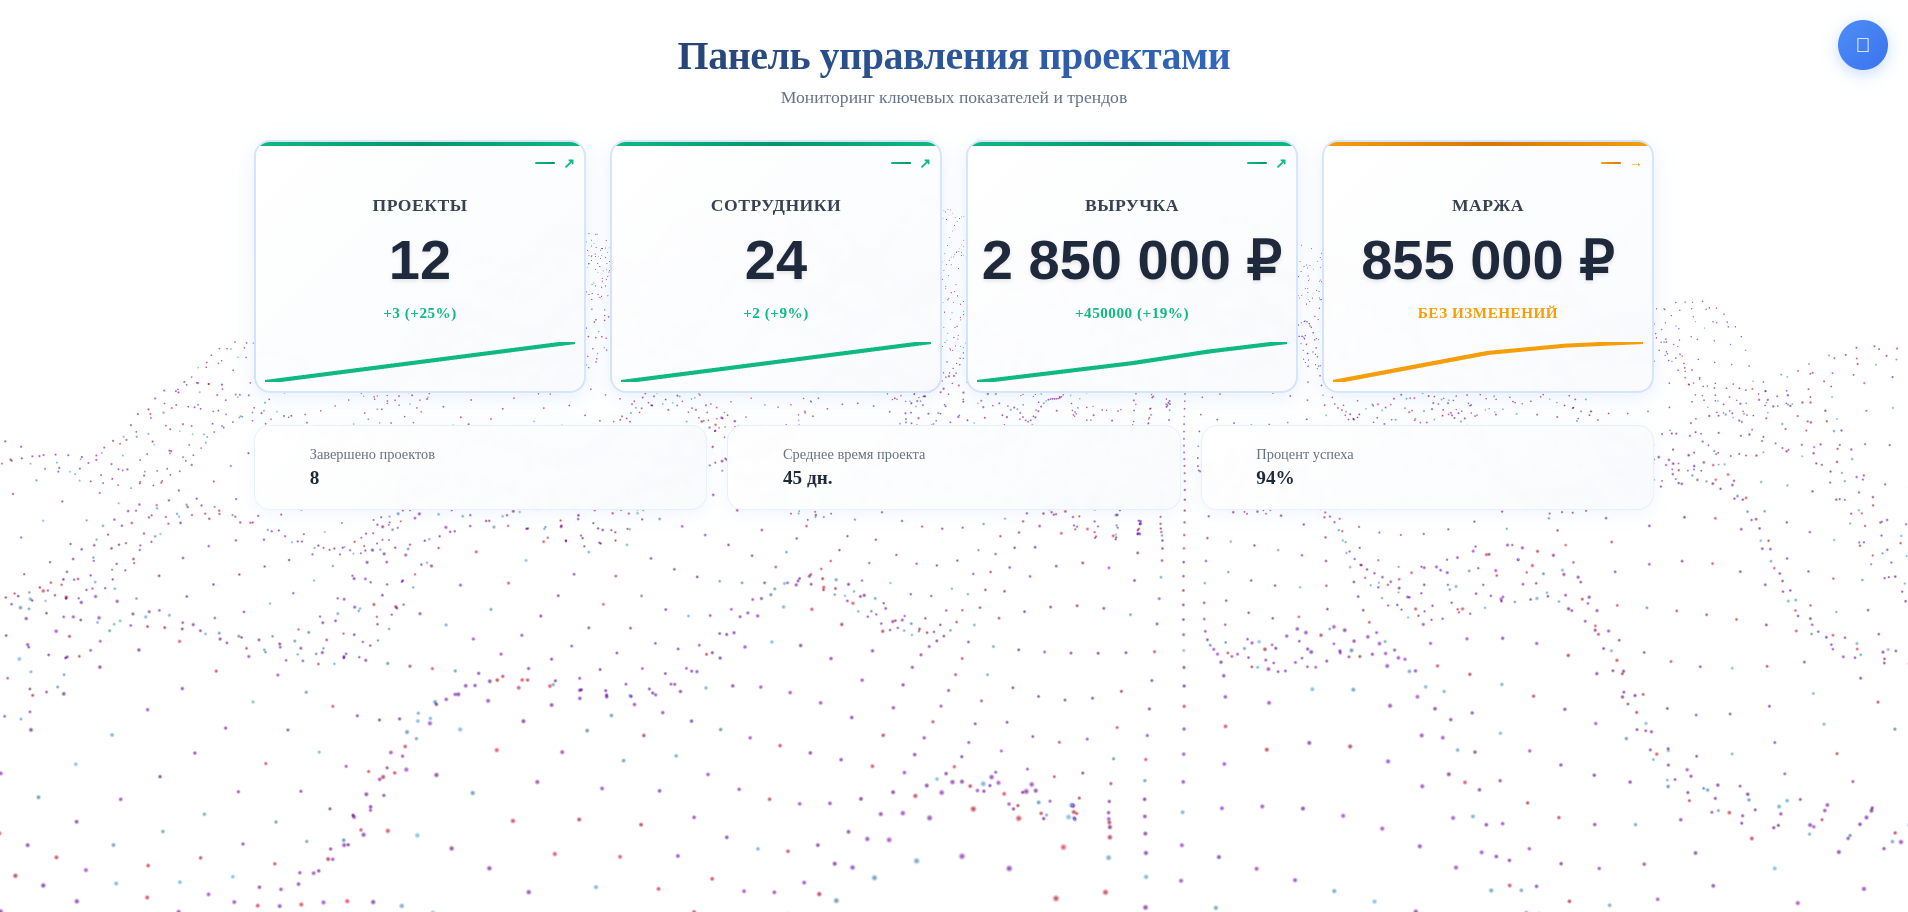 Панель управления проектами
Мониторинг ключевых показателей и трендов
↗
ПРОЕКТЫ
12
+3 (+25%)
↗
СОТРУДНИКИ
24
+2 (+9%)
↗
ВЫРУЧКА
2 850 000 ₽
+450000 (+19%)
→
МАРЖА
855 000 ₽
БЕЗ ИЗМЕНЕНИЙ
Завершено проектов
8
Среднее время проекта
45 дн.
Процент успеха
94%